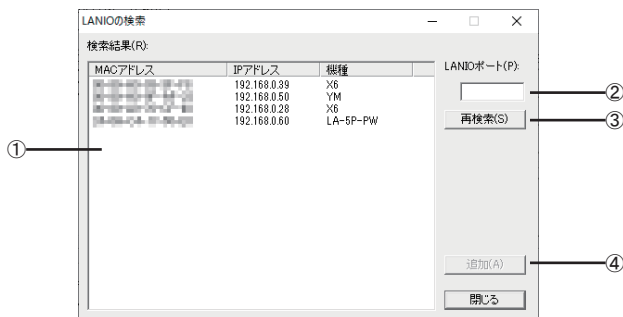 LANIOの検索
検索結果(R):
MACアドレス IPアドレス 機種
192.168.0.39 X6
192.168.0.50 YM
192.168.0.28 X6
192.168.0.60 LA-5P-PW
LANIOポート(P):
再検索(S)
追加(A)
閉じる
①
②
③
④